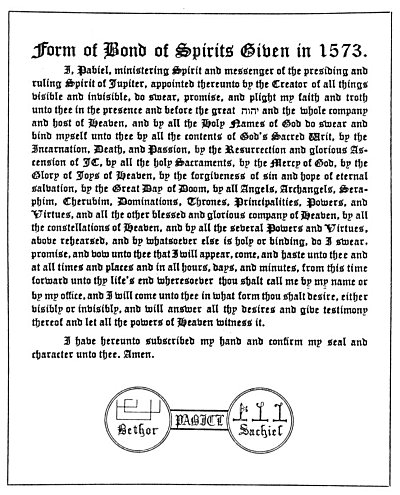 Form of Bond of Spirits Given in 1573.
I, Pabiel, ministering Spirit and messenger of the presiding and
ruling Spirit of Jupiter, appointed thereunto by the Creator of all things
visible and invisible, do swear, promise, and plight my faith and troth
unto thee in the presence and before the great יהוה and the whole company
and host of Heaven, and by all the Holy Names of God do swear and
bind myself unto thee by all the contents of God's Sacred Writ, by the
Incarnation, Death, and Passion, by the Resurrection and glorious As-
cension of JC, by all the holy Sacraments, by the Mercy of God, by the
Glory of Joys of Heaven, by the forgiveness of sin and hope of eternal
salvation, by the Great Day of Doom, by all Angels, Archangels, Sera-
phim, Cherubim, Dominations, Thrones, Principalities, Powers, and
Virtues, and all the other blessed and glorious company of Heaven, by all
the constellations of Heaven, and by all the several Powers and Virtues,
above rehearsed, and by whatsoever else is holy or binding, do I swear,
promise, and vow unto thee that I will appear, come, and haste unto thee and
at all times and places and in all hours, days, and minutes, from this time
forward unto thy life's end wheresoever thou shalt call me by my name or
by my office, and I will come unto thee in what form thou shalt desire, either
visibly or invisibly, and will answer all thy desires and give testimony
thereof and let all the powers of Heaven witness it.
I have hereunto subscribed my hand and confirm my seal and
character unto thee. Amen.
Bethor PABICL Sachiel